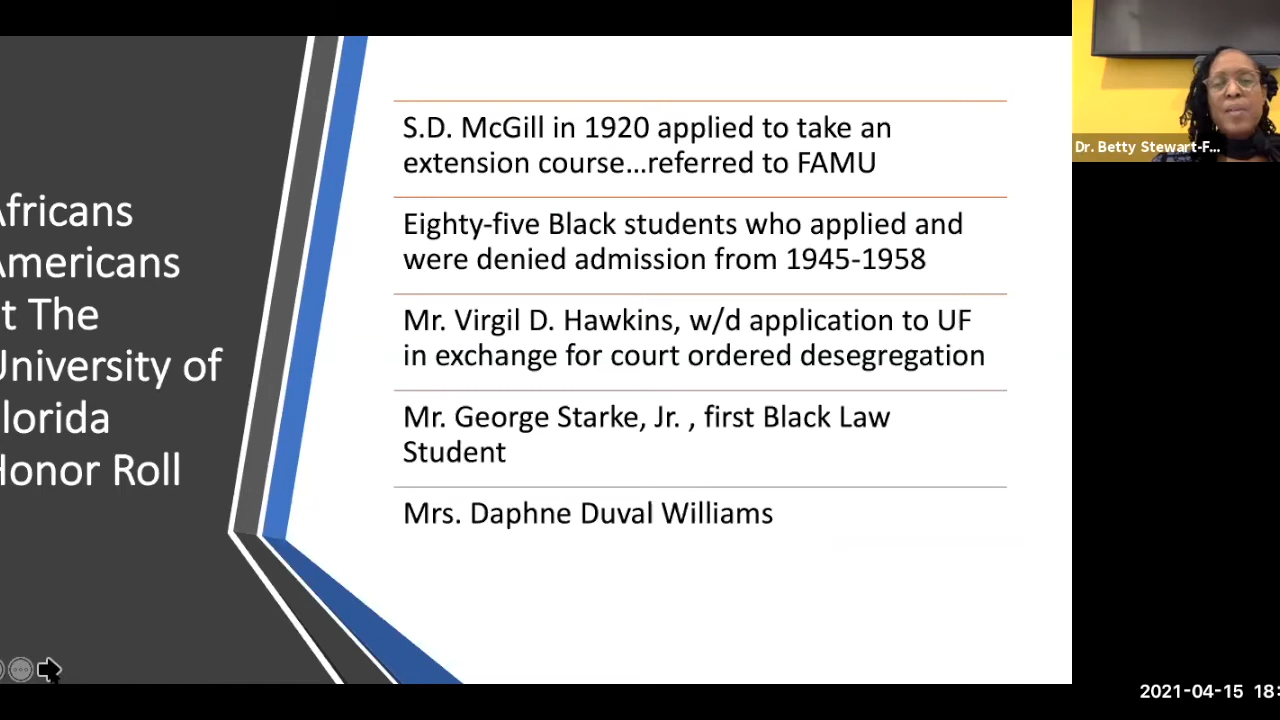 fricans
mericans
t The
University of
lorida
Honor Roll
S.D. McGill in 1920 applied to take an
extension course...referred to FAMU
Eighty-five Black students who applied and
were denied admission from 1945-1958
Mr. Virgil D. Hawkins, w/d application to UF
in exchange for court ordered desegregation
Mr. George Starke, Jr. , first Black Law
Student
Mrs. Daphne Duval Williams
Dr. Betty Stewart-F...
2021-04-15 18: